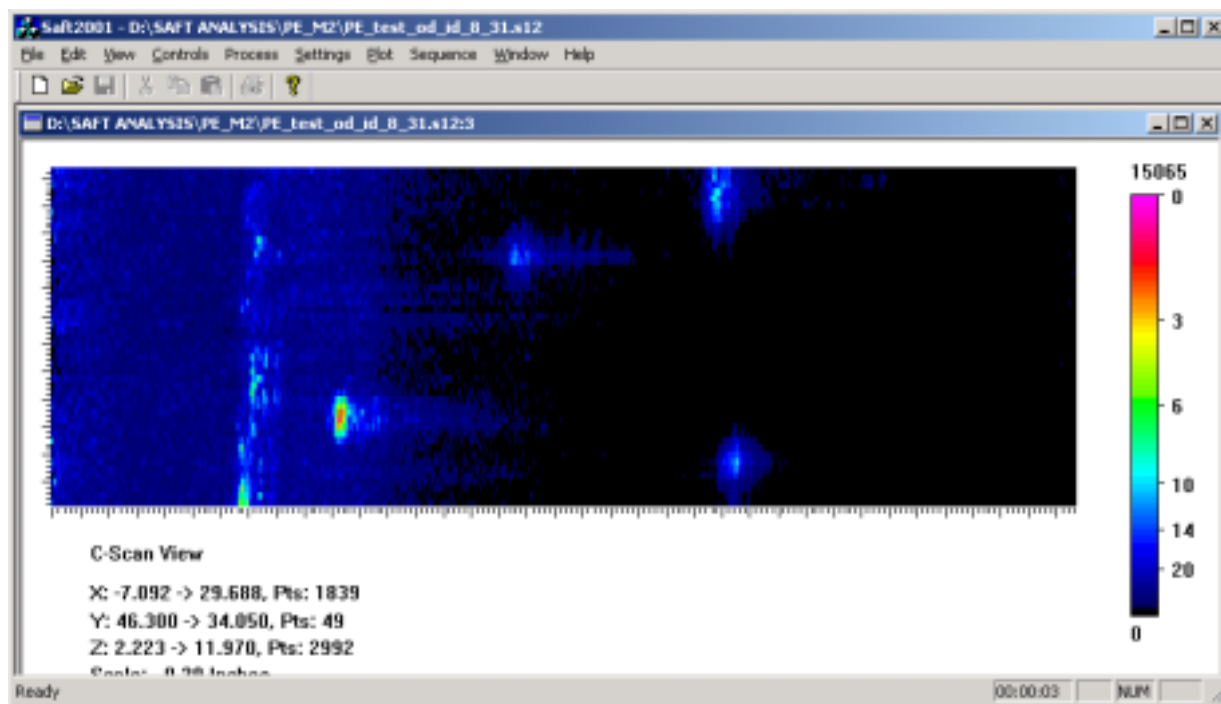 Saft2001 - D:\SAFT ANALYSIS\PE_M2\PE_test_od_id_8_31.s12
File Edit View Controls Process Settings Plot Sequence Window Help
D:\SAFT ANALYSIS\PE_M2\PE_test_od_id_8_31.s12:3
15065
0
3
6
10
14
20
0
C-Scan View
X: -7.092 -> 29.688, Pts: 1839
Y: 46.300 -> 34.050, Pts: 49
Z: 2.223 -> 11.970, Pts: 2992
Ready
00:00:03 NUM